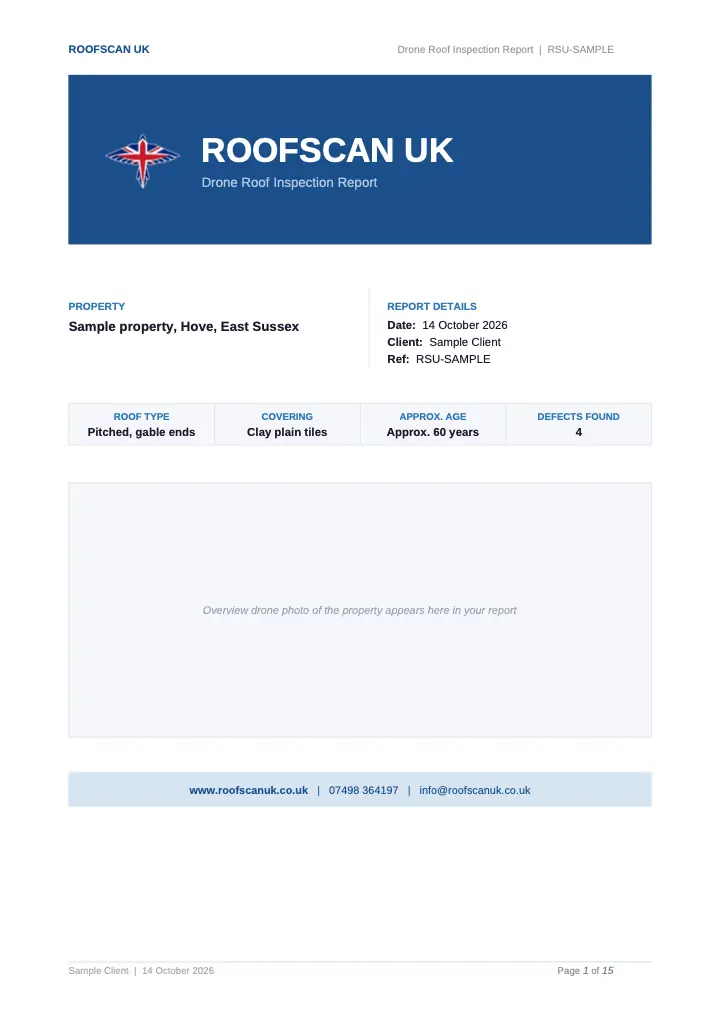 ROOFSCAN UK
Drone Roof Inspection Report | RSU-SAMPLE
ROOFSCAN UK
Drone Roof Inspection Report
PROPERTY
Sample property, Hove, East Sussex
REPORT DETAILS
Date: 14 October 2026
Client: Sample Client
Ref: RSU-SAMPLE
ROOF TYPE
Pitched, gable ends
COVERING
Clay plain tiles
APPROX. AGE
Approx. 60 years
DEFECTS FOUND
4
Overview drone photo of the property appears here in your report
www.roofscanuk.co.uk | 07498 364197 | info@roofscanuk.co.uk
Sample Client | 14 October 2026
Page 1 of 15